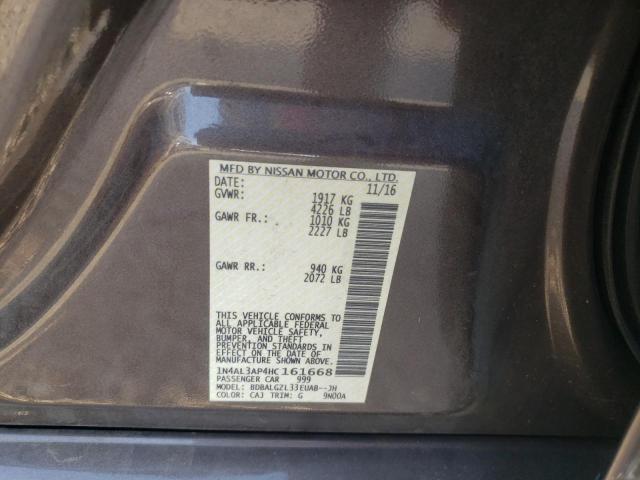 MFD BY NISSAN MOTOR CO., LTD.
DATE: 11/16
GVWR: 1917 KG
4226 LB
GAWR FR.: 1010 KG
2227 LB
GAWR RR.: 940 KG
2072 LB
THIS VEHICLE CONFORMS TO
ALL APPLICABLE FEDERAL
MOTOR VEHICLE SAFETY,
BUMPER, AND THEFT
PREVENTION STANDARDS IN
EFFECT ON THE DATE OF
MANUFACTURE SHOWN ABOVE.
1N4AL3AP4HC161668
PASSENGER CAR 999
MODEL: BDBALGZL33EUAB--JH
COLOR: CAJ TRIM: G 9N00A